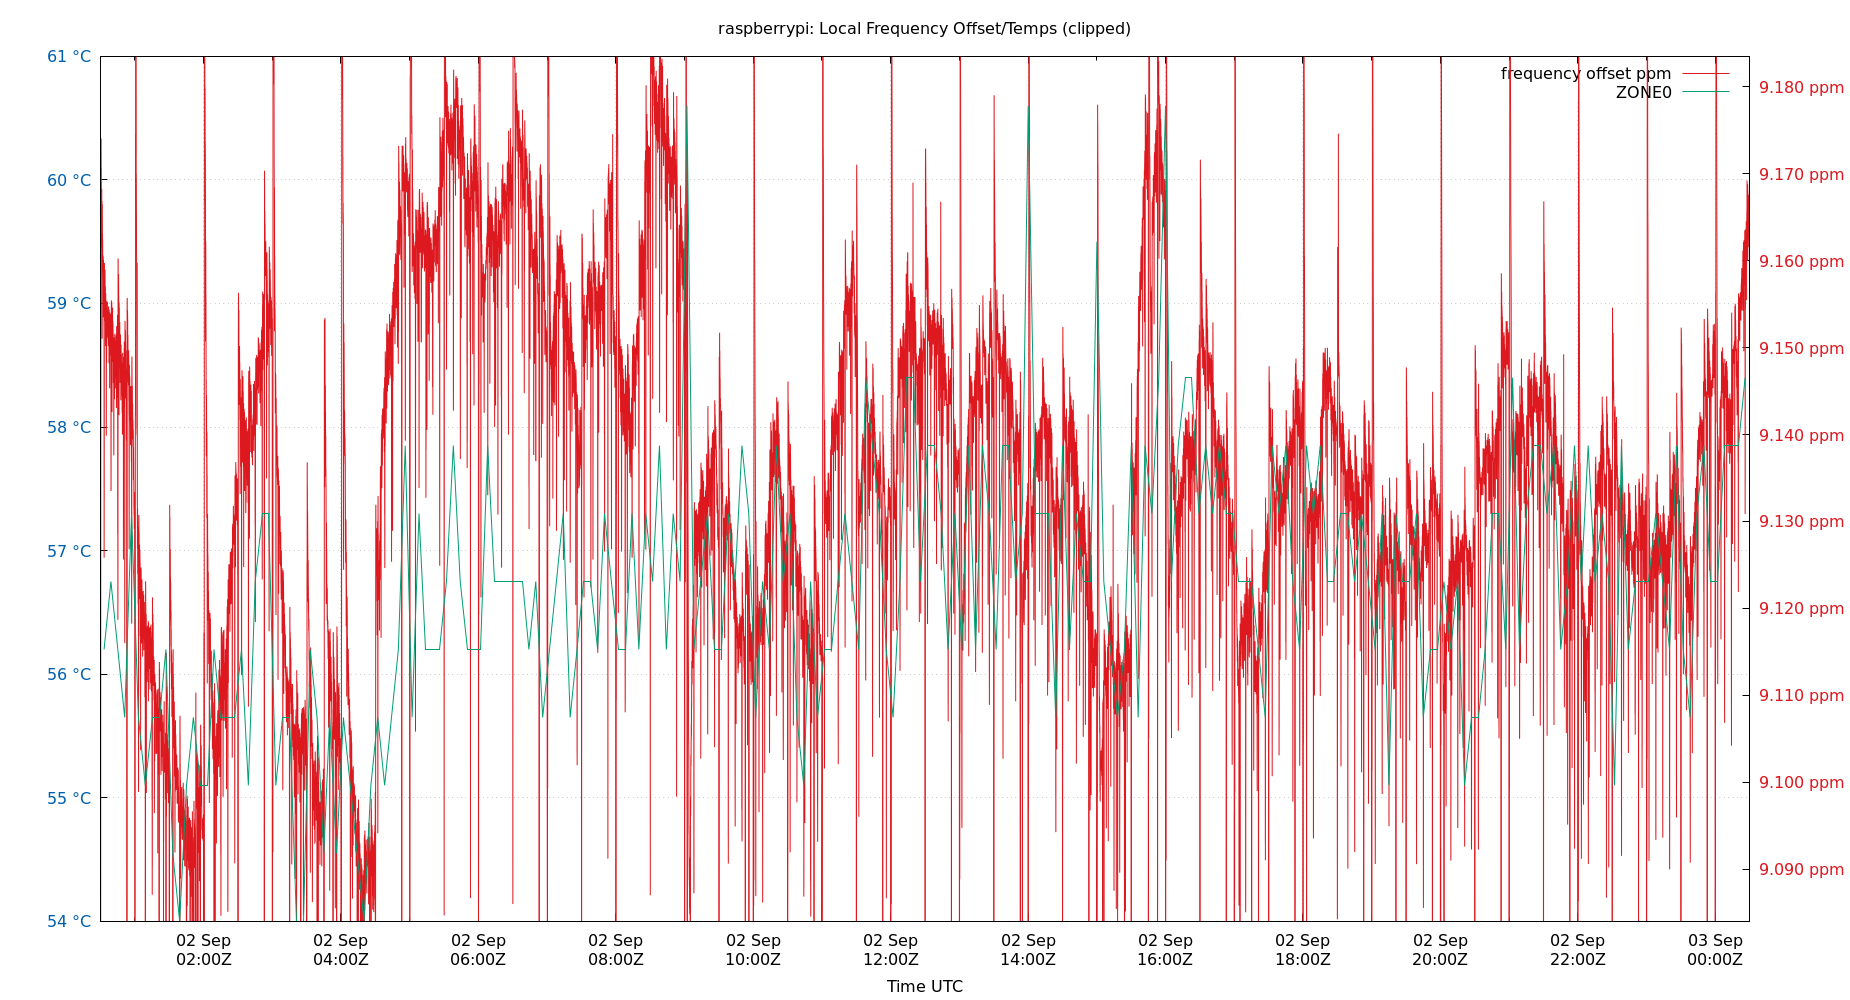 raspberrypi: Local Frequency Offset/Temps (clipped)
61 °C
60 °C
59 °C
58 °C
57 °C
56 °C
55 °C
54 °C
frequency offset ppm
ZONE0
9.180 ppm
9.170 ppm
9.160 ppm
9.150 ppm
9.140 ppm
9.130 ppm
9.120 ppm
9.110 ppm
9.100 ppm
9.090 ppm
02 Sep
02:00Z
02 Sep
04:00Z
02 Sep
06:00Z
02 Sep
08:00Z
02 Sep
10:00Z
02 Sep
12:00Z
02 Sep
14:00Z
02 Sep
16:00Z
02 Sep
18:00Z
02 Sep
20:00Z
02 Sep
22:00Z
03 Sep
00:00Z
Time UTC